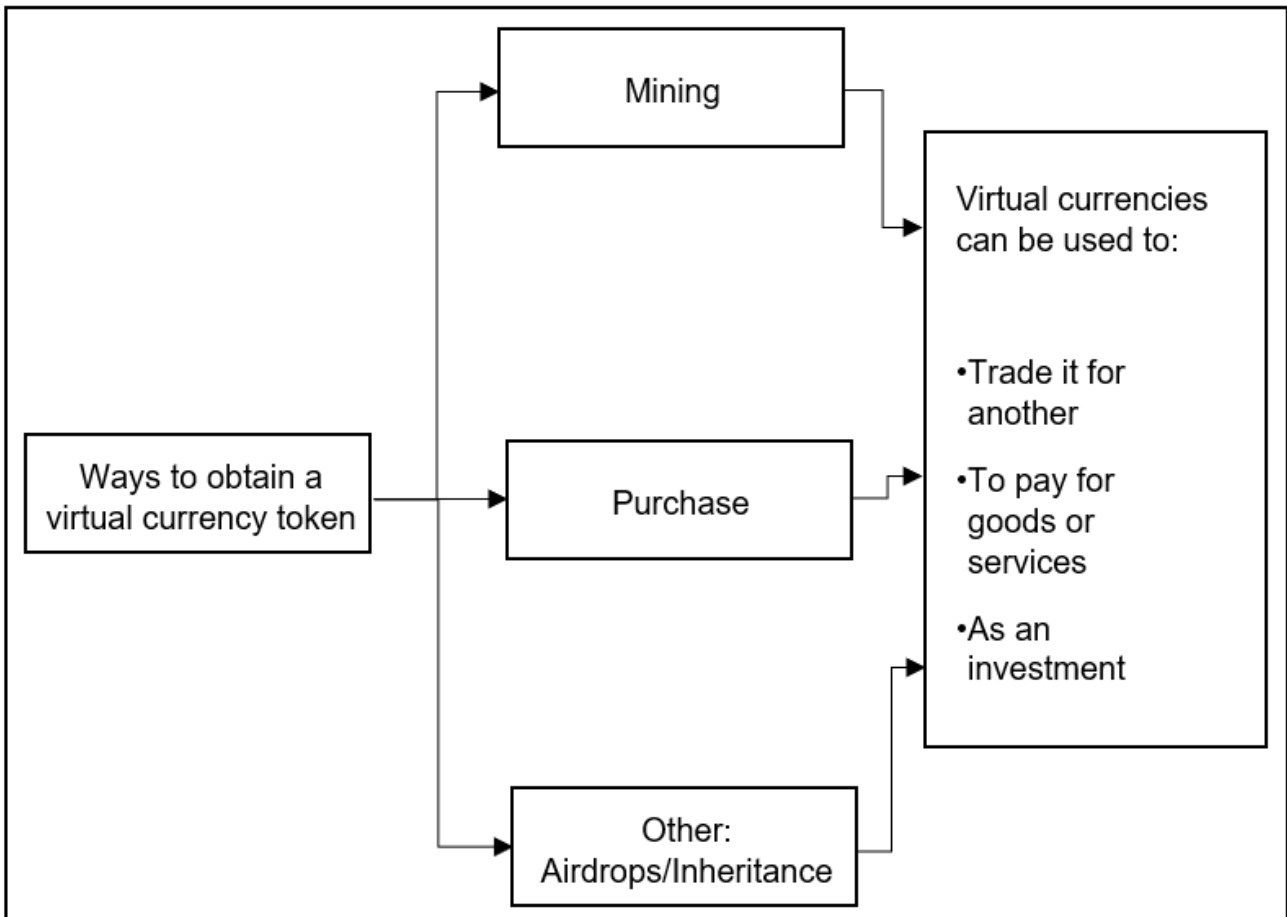 Mining
Ways to obtain a
virtual currency token
Purchase
Other:
Airdrops/Inheritance
Virtual currencies
can be used to:
•Trade it for
another
•To pay for
goods or
services
•As an
investment